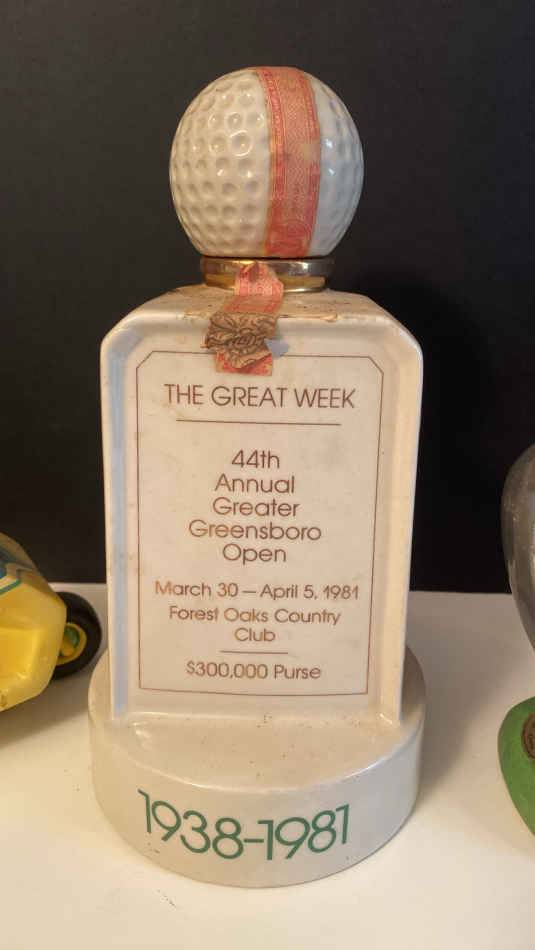 THE GREAT WEEK
44th
Annual
Greater
Greensboro
Open
March 30 – April 5, 1981
Forest Oaks Country
Club
$300,000 Purse
1938-1981